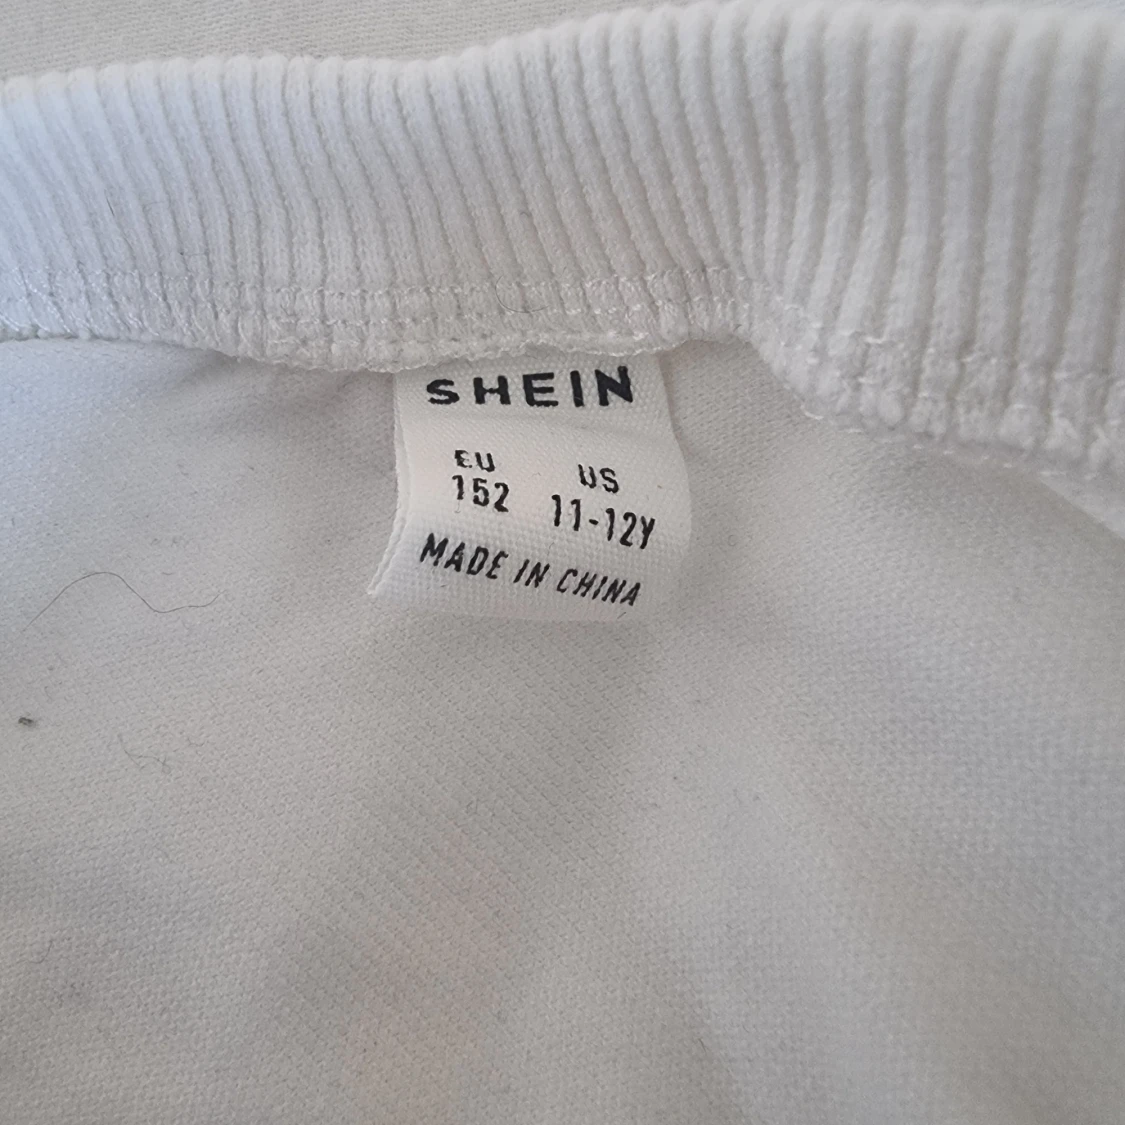 SHEIN
EU US
152 11-12Y
MADE IN CHINA